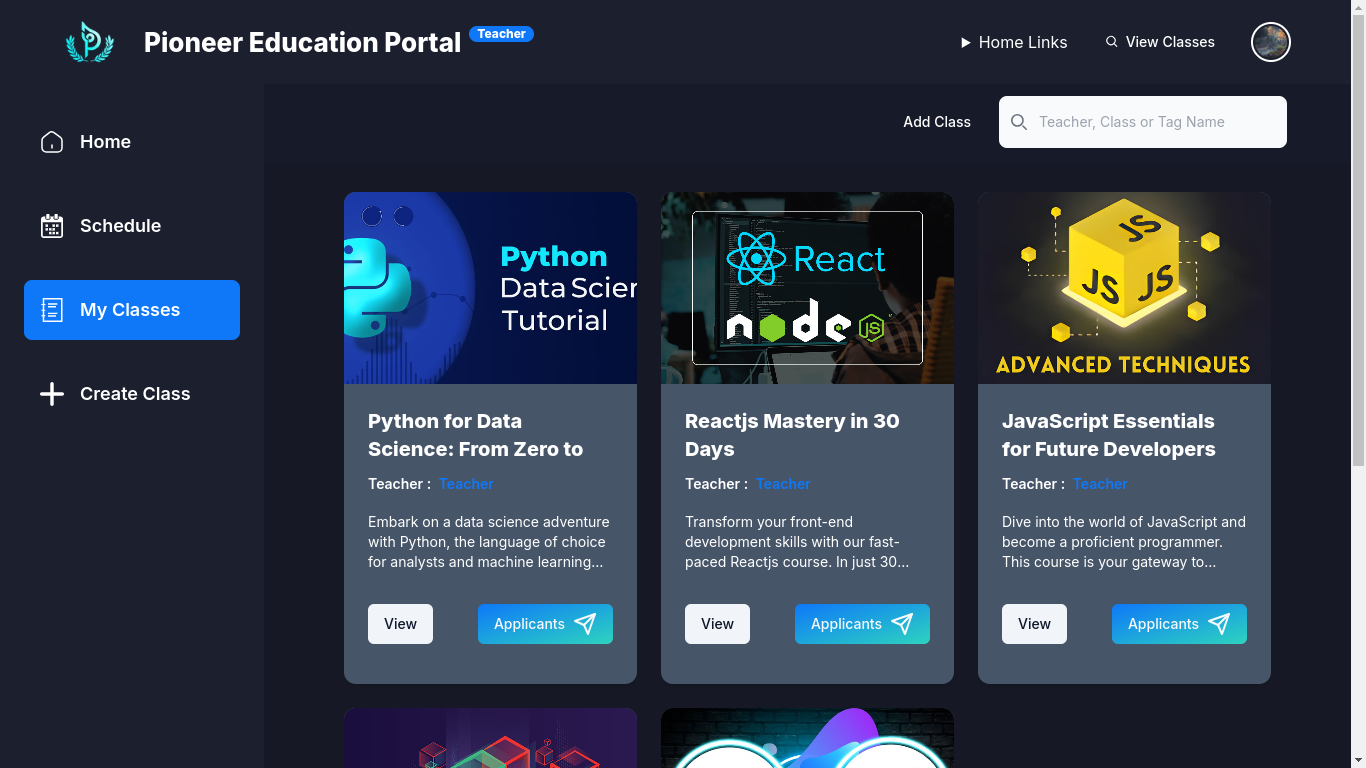 Pioneer Education Portal
Teacher
Home Links
View Classes
Home
Schedule
My Classes
Create Class
Add Class
Teacher, Class or Tag Name
Python
Data Scien
Tutorial
Python for Data
Science: From Zero to
Teacher : Teacher
Embark on a data science adventure
with Python, the language of choice
for analysts and machine learning...
View
Applicants
React
node
JS
Reactjs Mastery in 30
Days
Teacher : Teacher
Transform your front-end
development skills with our fast-
paced Reactjs course. In just 30...
View
Applicants
JS
JS JS
ADVANCED TECHNIQUES
JavaScript Essentials
for Future Developers
Teacher : Teacher
Dive into the world of JavaScript and
become a proficient programmer.
This course is your gateway to...
View
Applicants